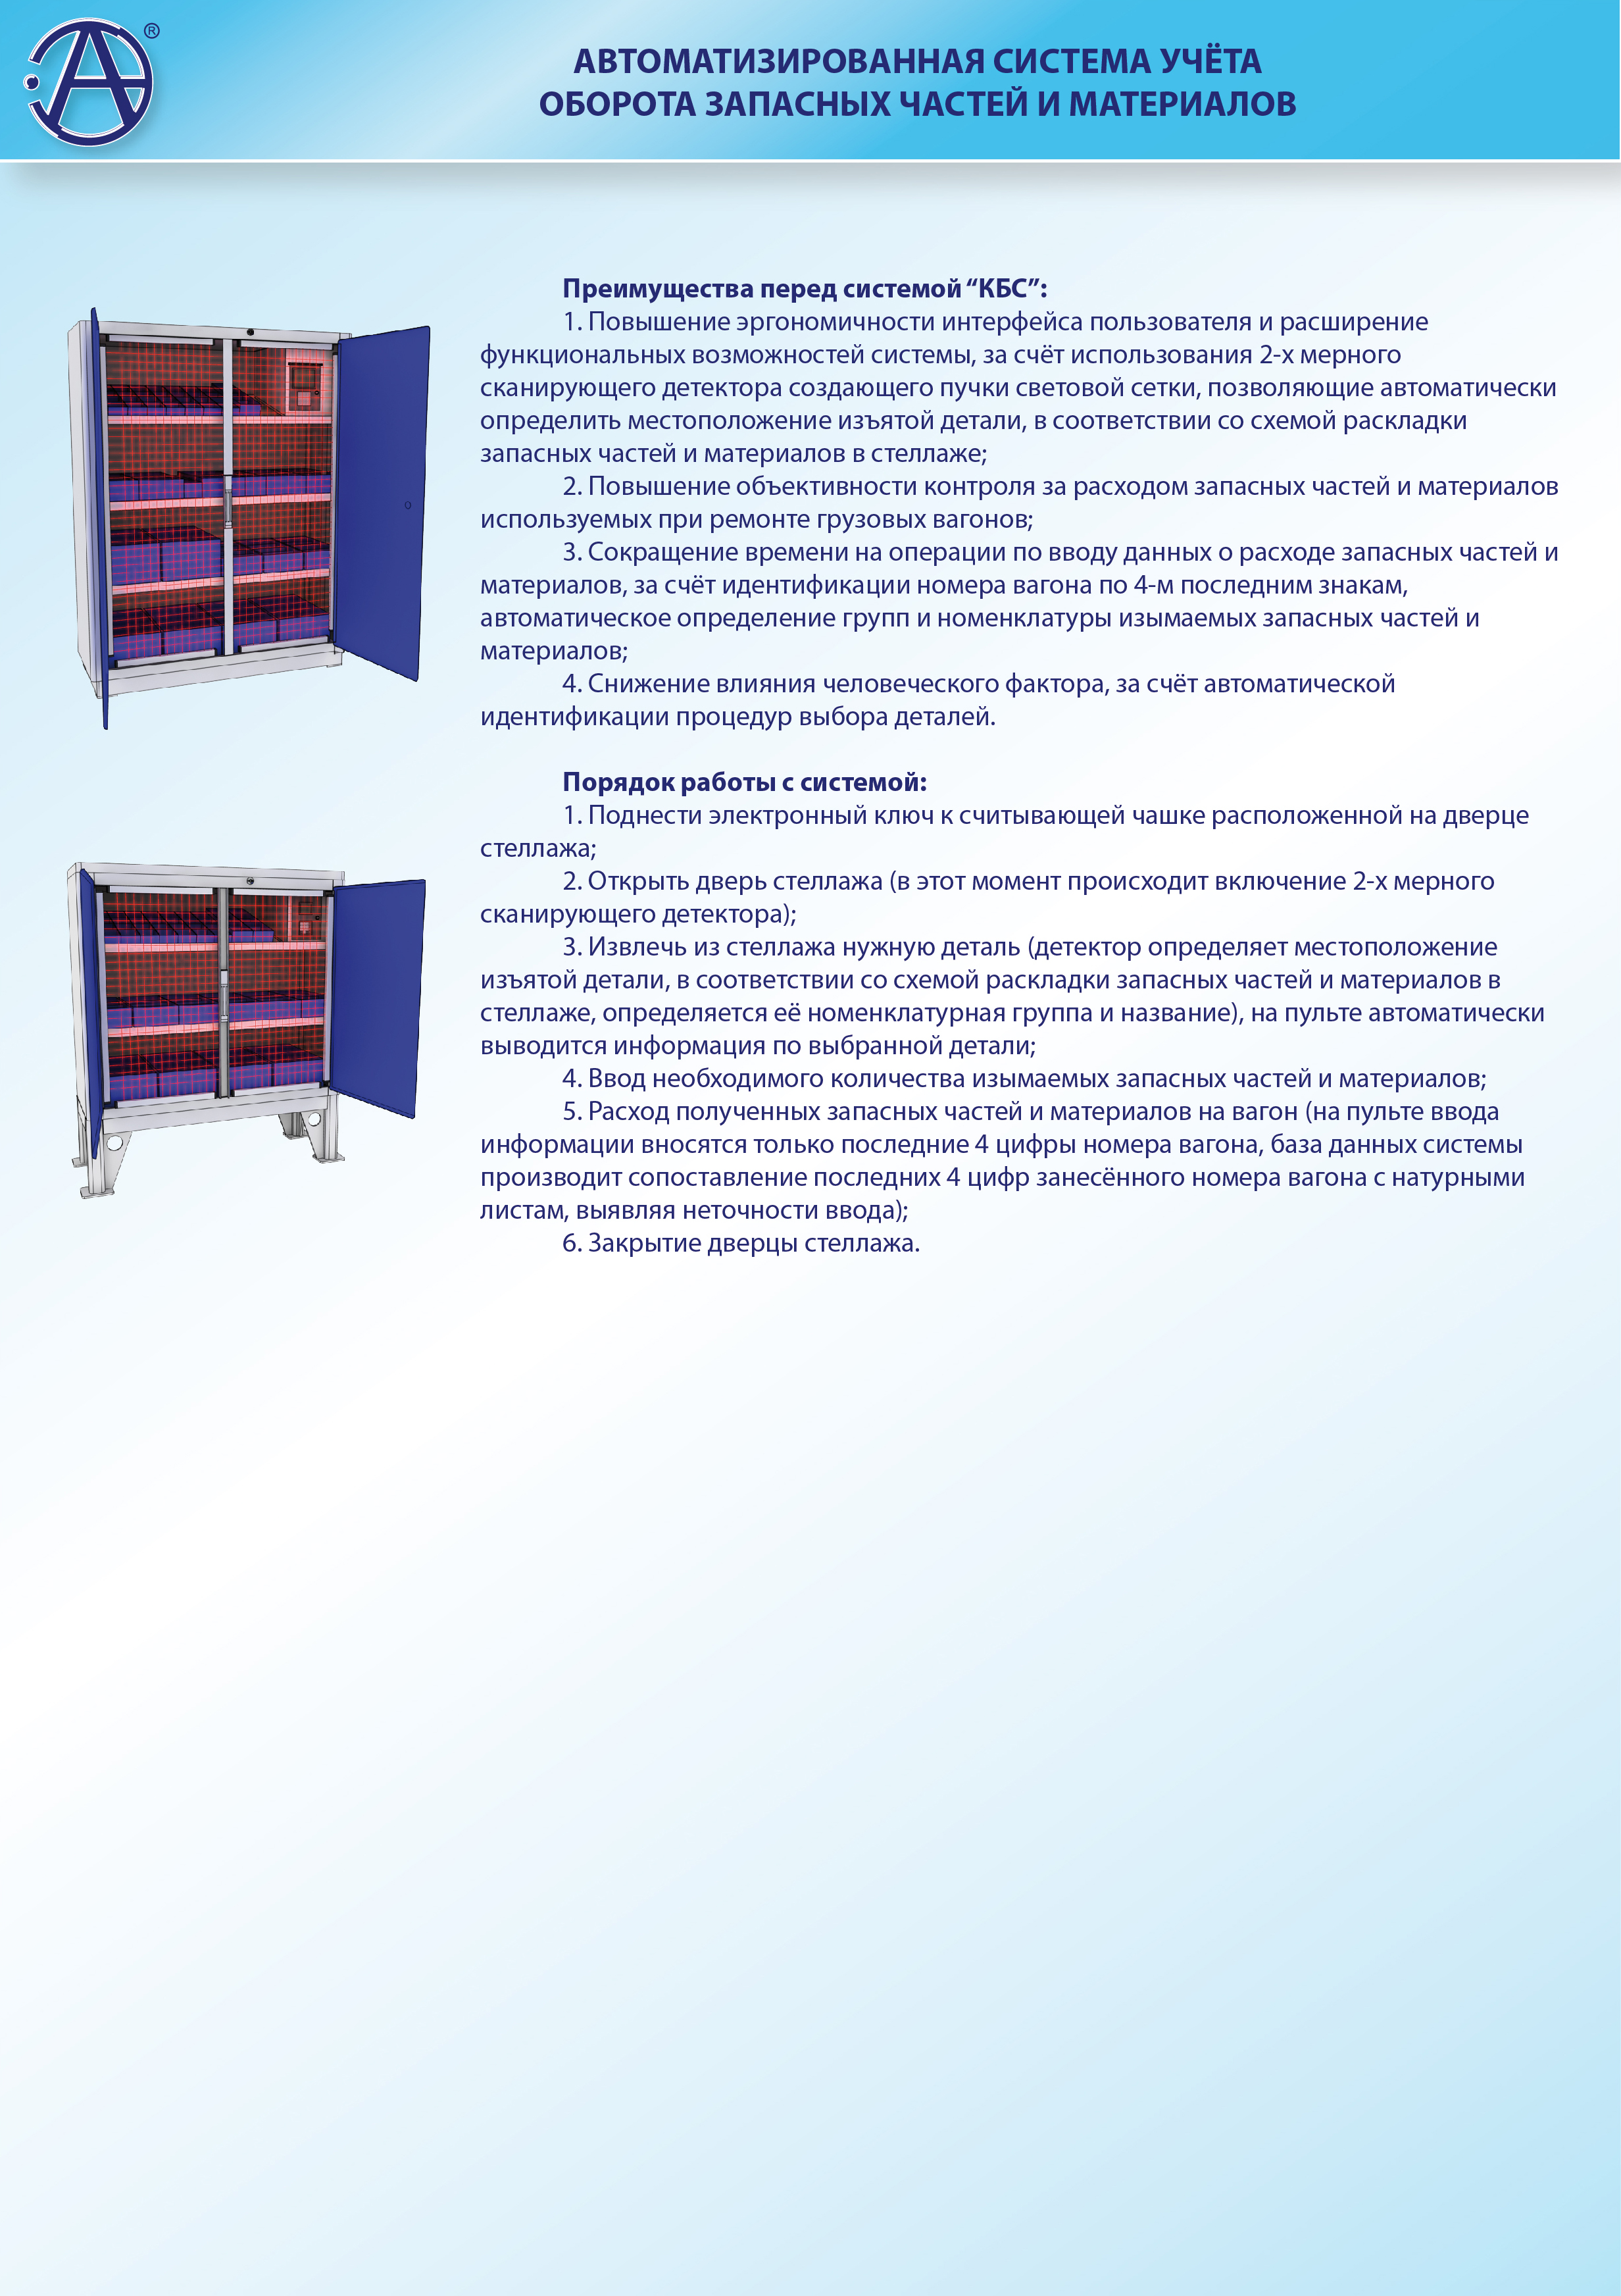 АВТОМАТИЗИРОВАННАЯ СИСТЕМА УЧЁТА
ОБОРОТА ЗАПАСНЫХ ЧАСТЕЙ И МАТЕРИАЛОВ
®
Преимущества перед системой “КБС”:
1. Повышение эргономичности интерфейса пользователя и расширение
функциональных возможностей системы, за счёт использования 2-х мерного
сканирующего детектора создающего пучки световой сетки, позволяющие автоматически
определить местоположение изъятой детали, в соответствии со схемой раскладки
запасных частей и материалов в стеллаже;
2. Повышение объективности контроля за расходом запасных частей и материалов
используемых при ремонте грузовых вагонов;
3. Сокращение времени на операции по вводу данных о расходе запасных частей и
материалов, за счёт идентификации номера вагона по 4-м последним знакам,
автоматическое определение групп и номенклатуры изымаемых запасных частей и
материалов;
4. Снижение влияния человеческого фактора, за счёт автоматической
идентификации процедур выбора деталей.
Порядок работы с системой:
1. Поднести электронный ключ к считывающей чашке расположенной на дверце
стеллажа;
2. Открыть дверь стеллажа (в этот момент происходит включение 2-х мерного
сканирующего детектора);
3. Извлечь из стеллажа нужную деталь (детектор определяет местоположение
изъятой детали, в соответствии со схемой раскладки запасных частей и материалов в
стеллаже, определяется её номенклатурная группа и название), на пульте автоматически
выводится информация по выбранной детали;
4. Ввод необходимого количества изымаемых запасных частей и материалов;
5. Расход полученных запасных частей и материалов на вагон (на пульте ввода
информации вносятся только последние 4 цифры номера вагона, база данных системы
производит сопоставление последних 4 цифр занесённого номера вагона с натурными
листам, выявляя неточности ввода);
6. Закрытие дверцы стеллажа.